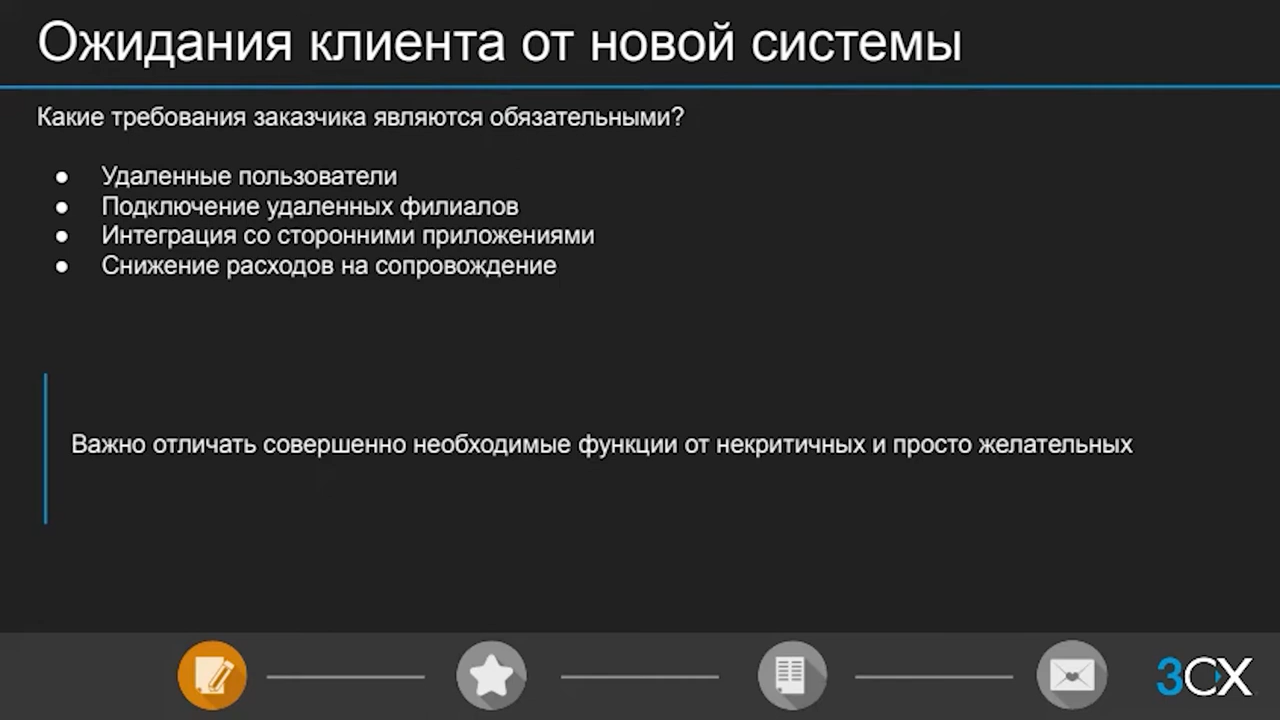 Ожидания клиента от новой системы
Какие требования заказчика являются обязательными?
● Удаленные пользователи
● Подключение удаленных филиалов
● Интеграция со сторонними приложениями
● Снижение расходов на сопровождение
Важно отличать совершенно необходимые функции от некритичных и просто желательных
3CX